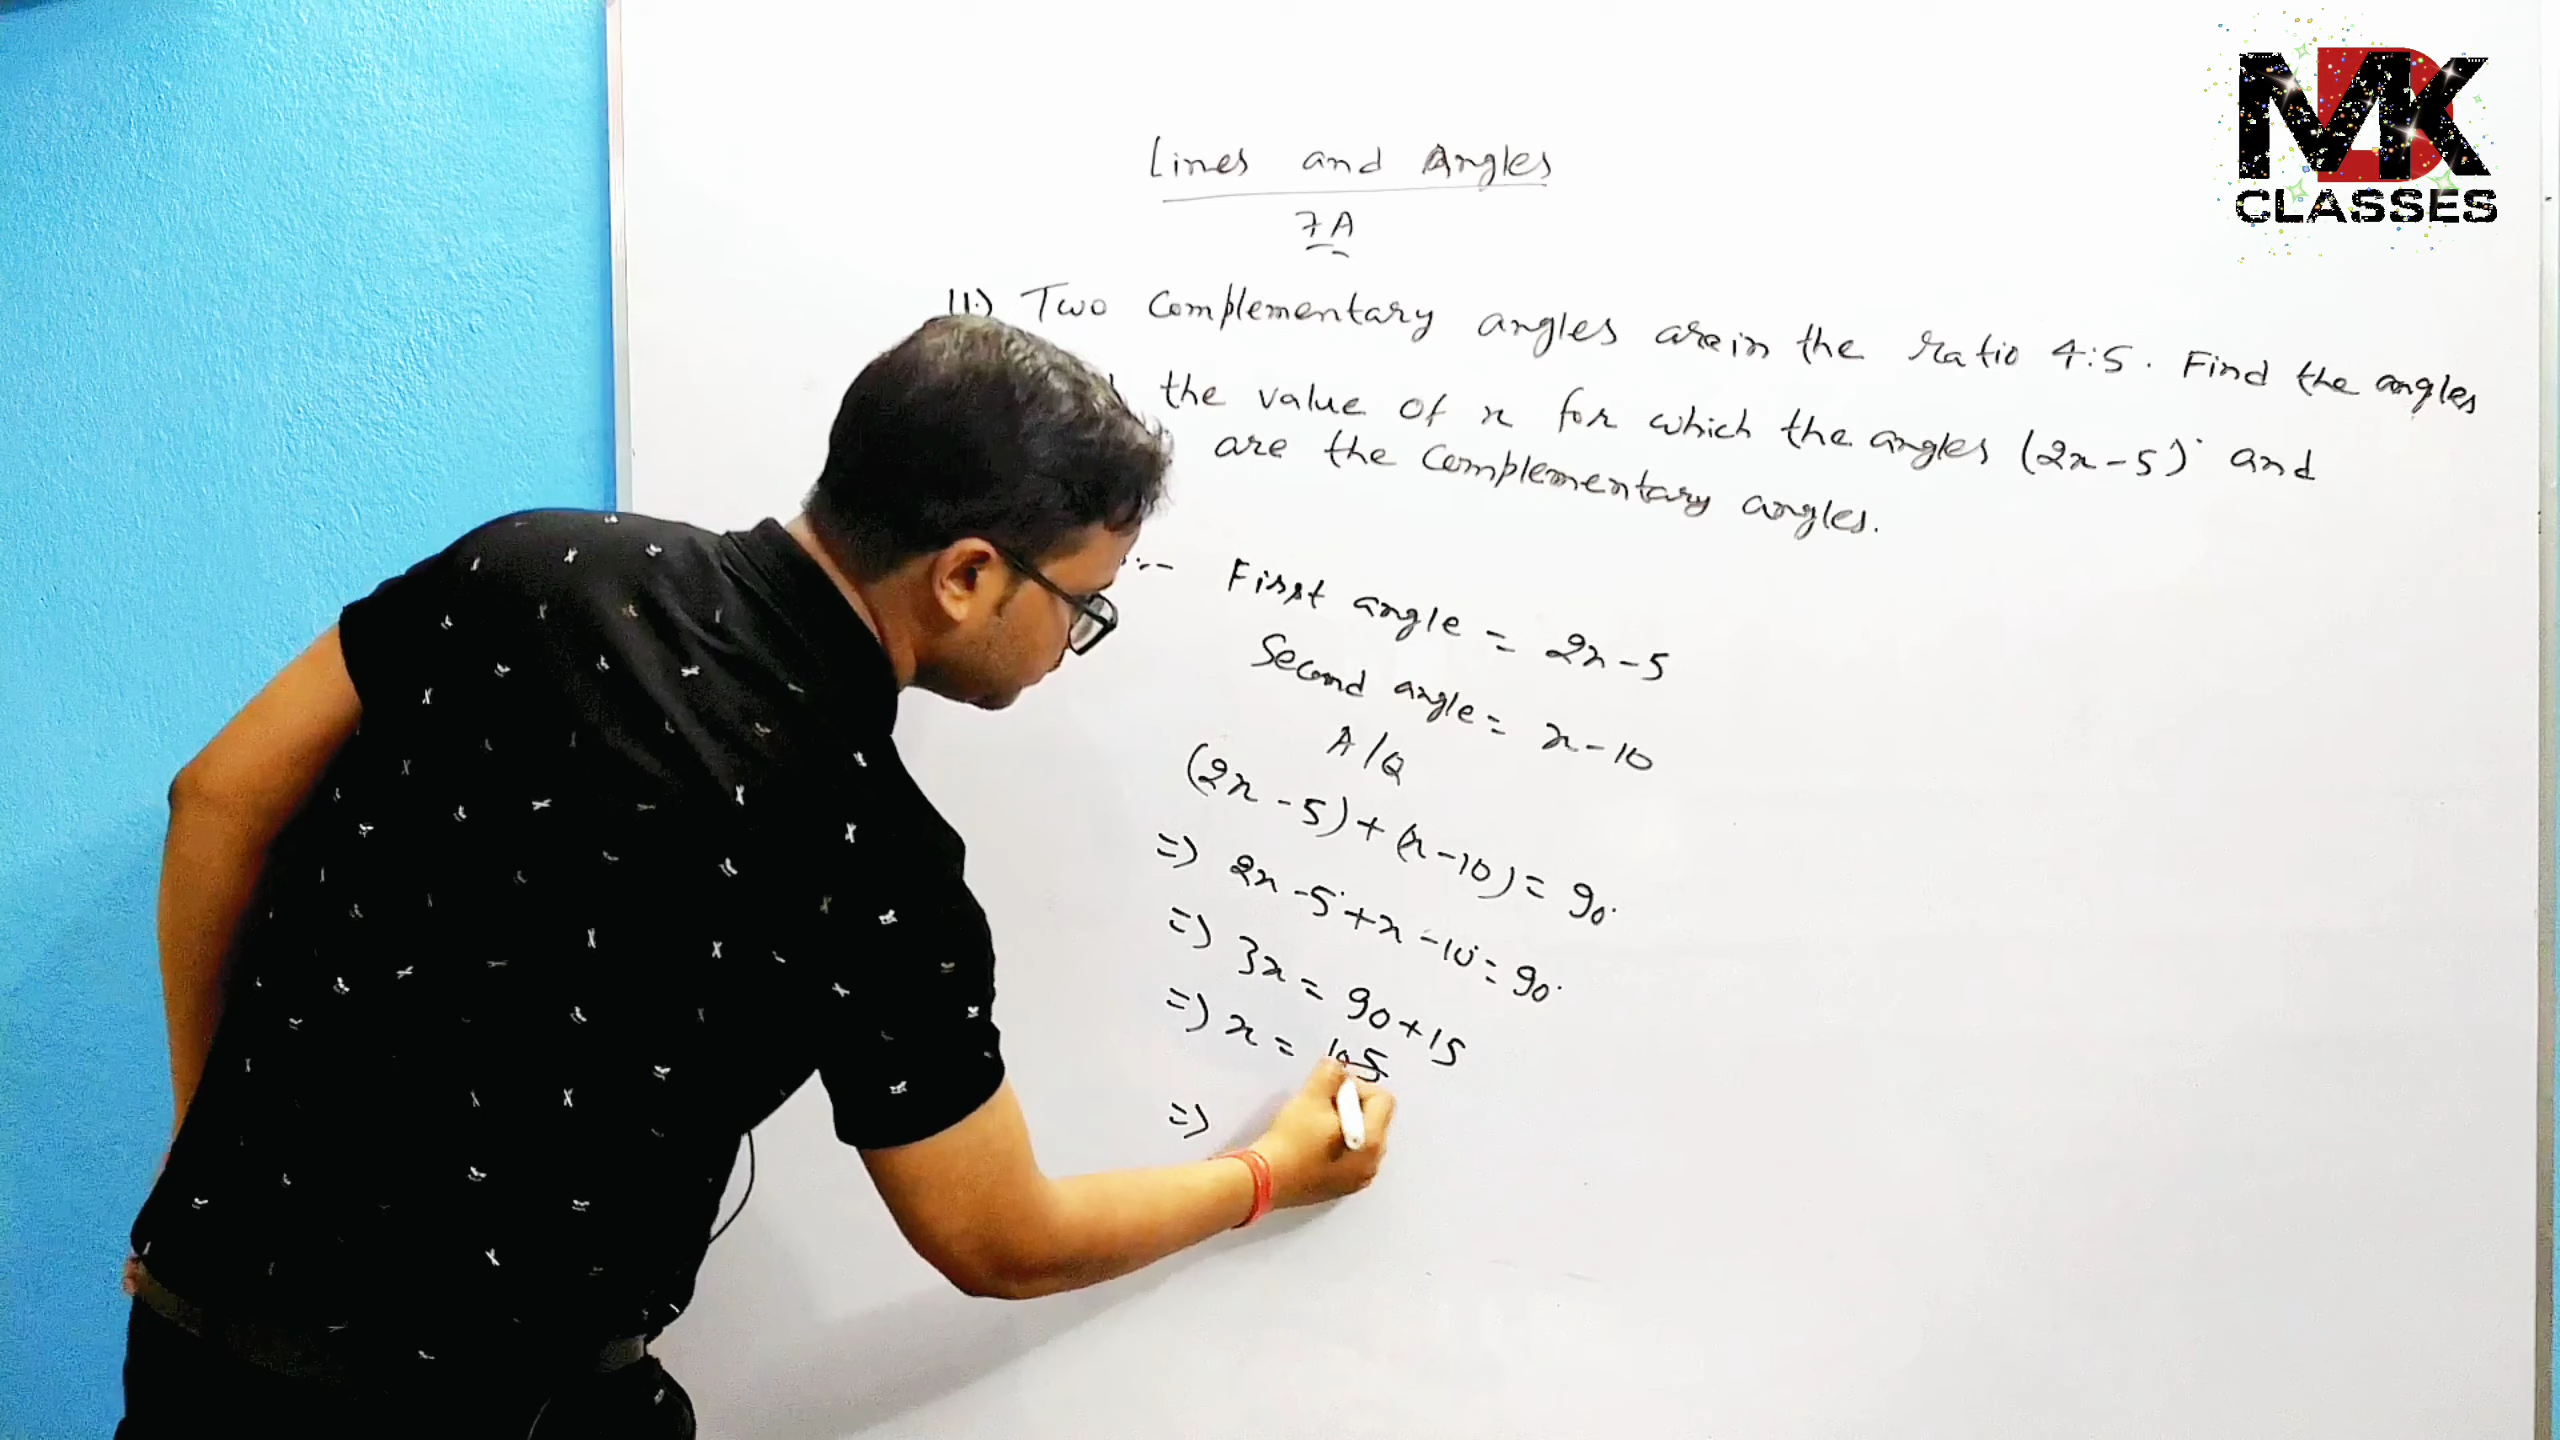 MDK
CLASSES
Lines and Angles
7A
11.) Two complementary angles are in the ratio 4:5. Find the angles
the value of x for which the angles (2x-5)° and
are the complementary angles.
First angle = 2x-5
Second angle = x-10
A/Q
(2x-5)+(x-10)=90°
=) 2x-5°+x-10°=90°
=) 3x=90+15
=) x=105
=)